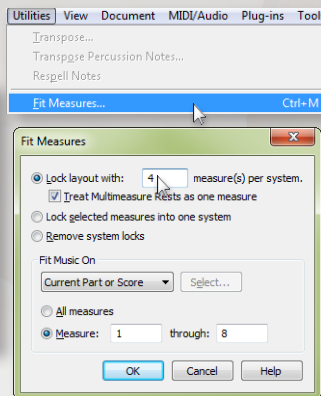 Utilities View Document MIDI/Audio Plug-ins Tool
Transpose...
Transpose Percussion Notes...
Respell Notes
Fit Measures... Ctrl+M
Fit Measures
Lock layout with: 4 measure(s) per system.
Treat Multimeasure Rests as one measure
Lock selected measures into one system
Remove system locks
Fit Music On
Current Part or Score Select...
All measures
Measure: 1 through: 8
OK Cancel Help